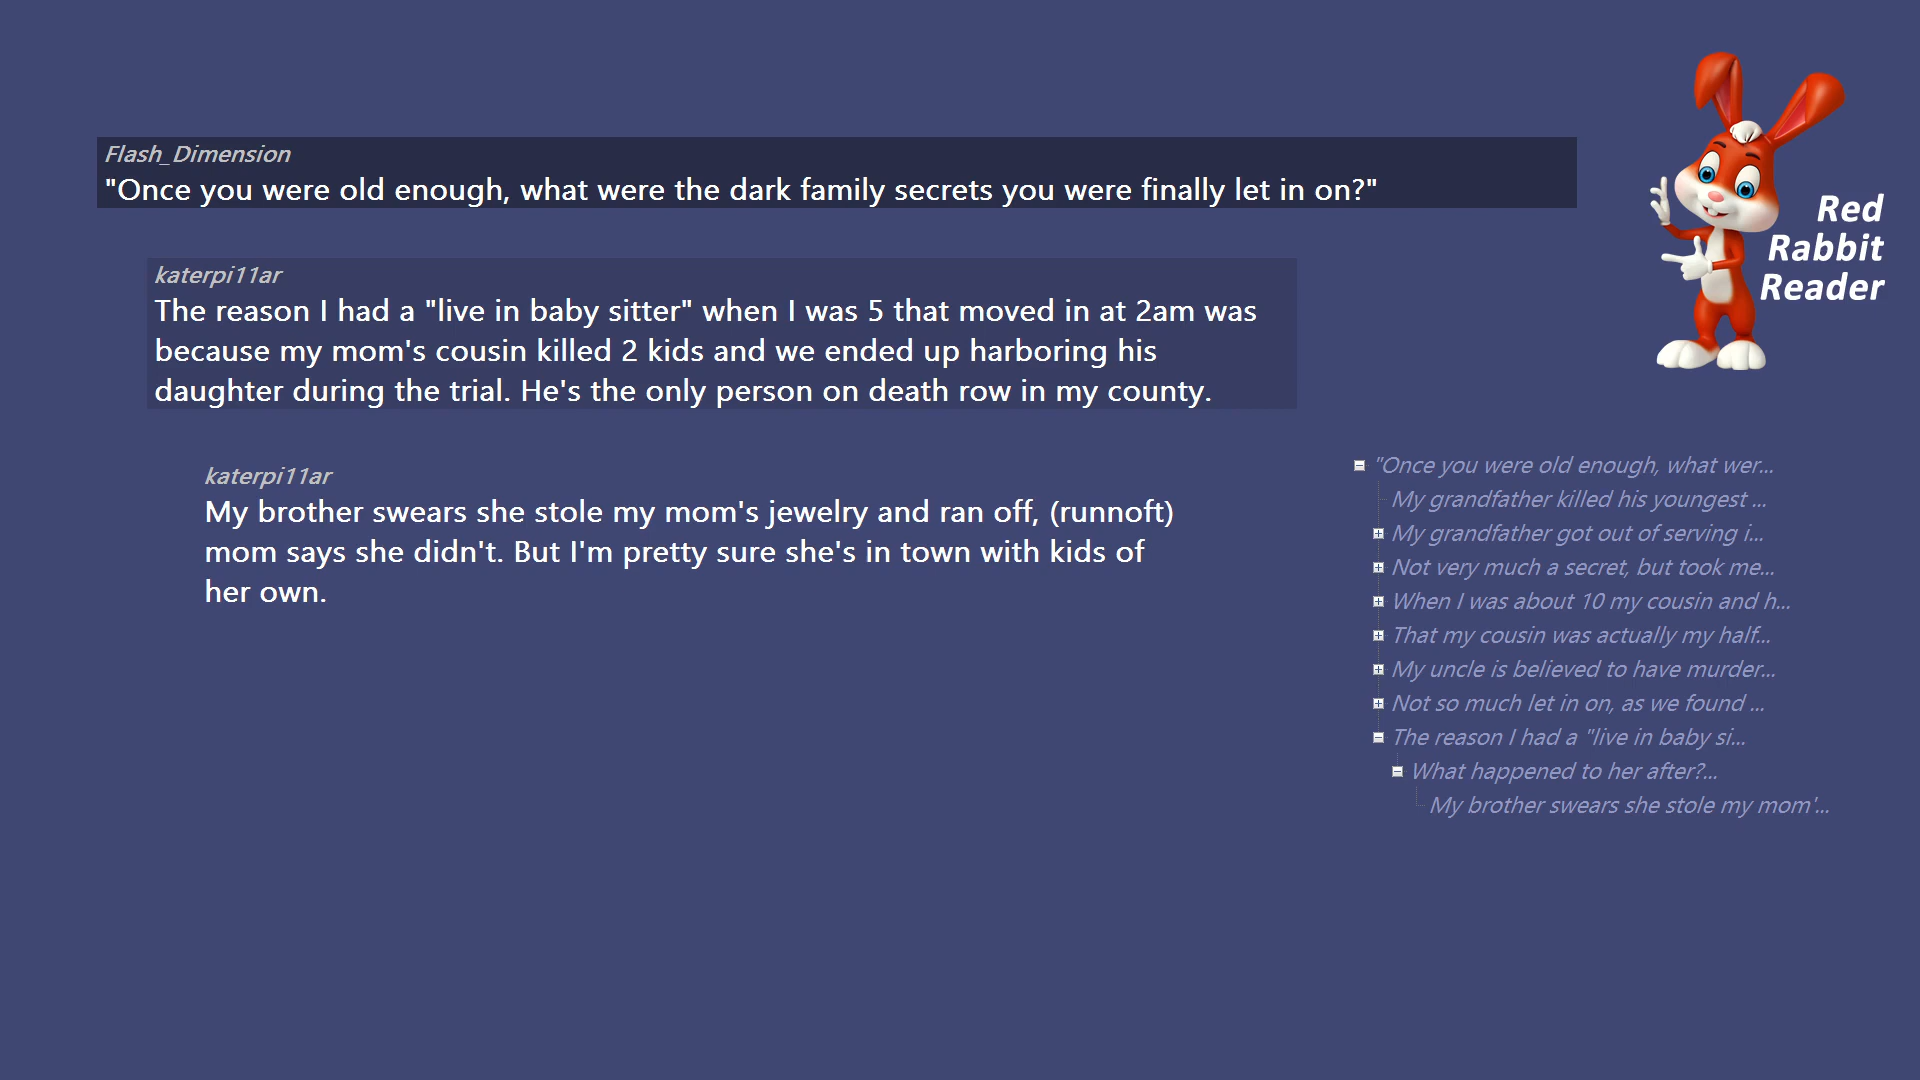 Flash_Dimension
"Once you were old enough, what were the dark family secrets you were finally let in on?"
katerpi11ar
The reason I had a "live in baby sitter" when I was 5 that moved in at 2am was
because my mom's cousin killed 2 kids and we ended up harboring his
daughter during the trial. He's the only person on death row in my county.
katerpi11ar
My brother swears she stole my mom's jewelry and ran off, (runnoft)
mom says she didn't. But I'm pretty sure she's in town with kids of
her own.
Red
Rabbit
Reader
"Once you were old enough, what wer...
My grandfather killed his youngest ...
My grandfather got out of serving i...
Not very much a secret, but took me...
When I was about 10 my cousin and h...
That my cousin was actually my half...
My uncle is believed to have murder...
Not so much let in on, as we found ...
The reason I had a "live in baby si...
What happened to her after?...
My brother swears she stole my mom'...